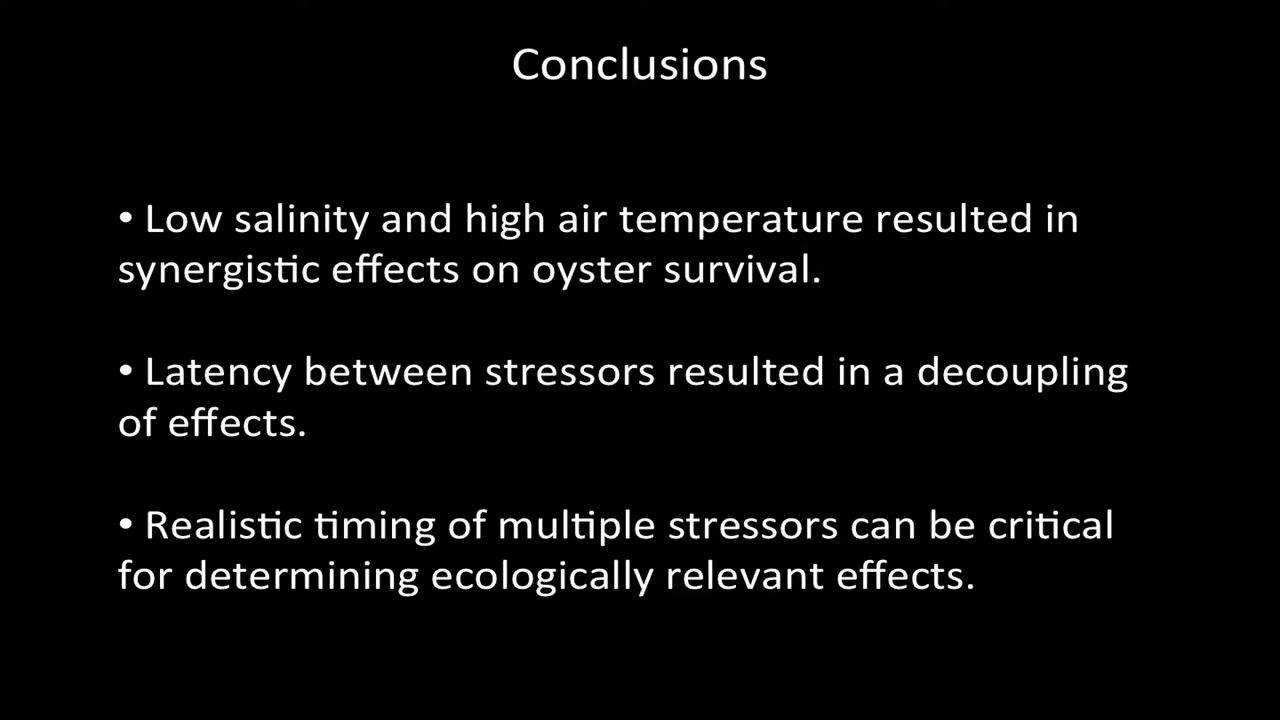 Conclusions
• Low salinity and high air temperature resulted in
synergistic effects on oyster survival.
• Latency between stressors resulted in a decoupling
of effects.
• Realistic timing of multiple stressors can be critical
for determining ecologically relevant effects.